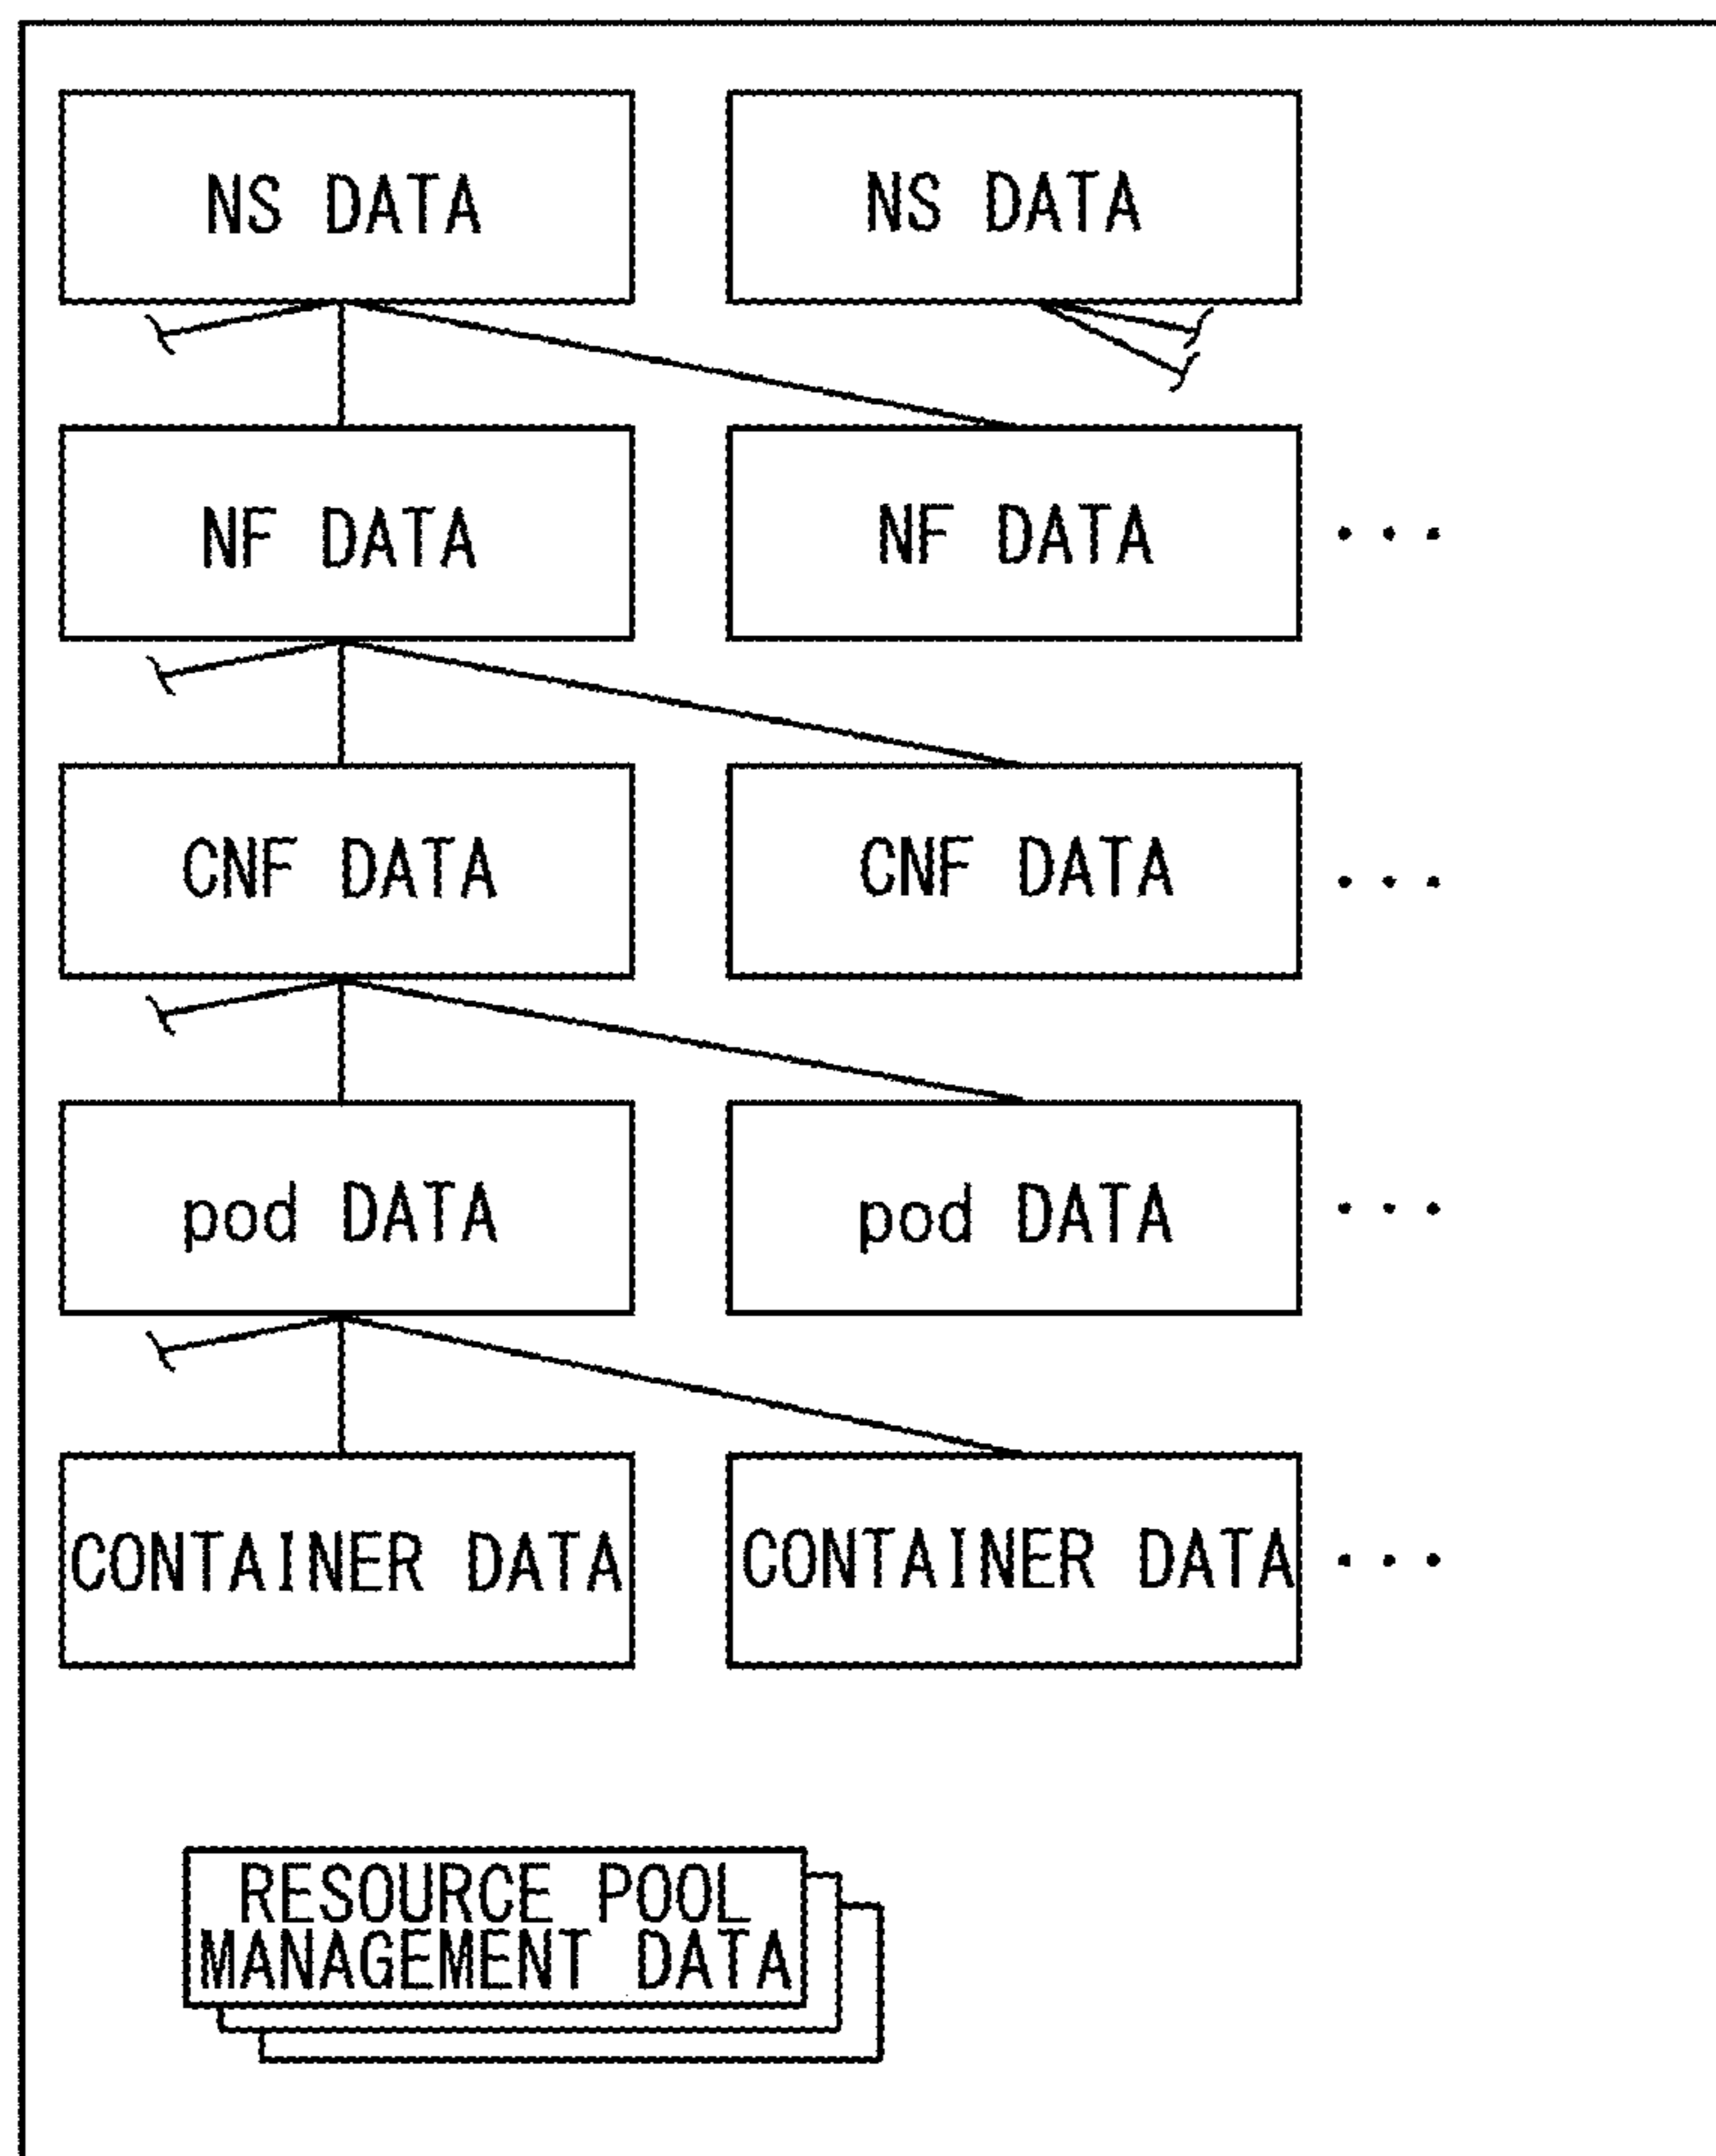 NS DATA
NS DATA
NF DATA
NF DATA
...
CNF DATA
CNF DATA
...
pod DATA
pod DATA
...
CONTAINER DATA
CONTAINER DATA
...
RESOURCE POOL
MANAGEMENT DATA